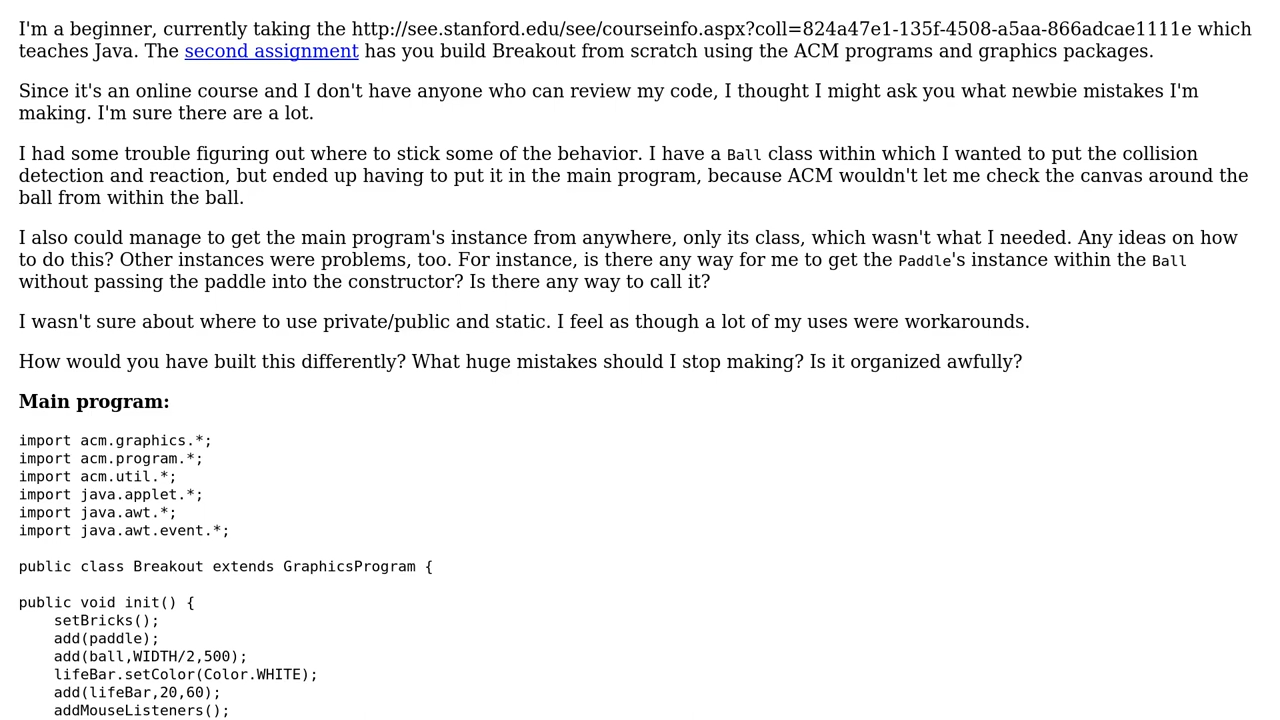 I'm a beginner, currently taking the http://see.stanford.edu/see/courseinfo.aspx?coll=824a47e1-135f-4508-a5aa-866adcae1111e which
teaches Java. The second assignment has you build Breakout from scratch using the ACM programs and graphics packages.
Since it's an online course and I don't have anyone who can review my code, I thought I might ask you what newbie mistakes I'm
making. I'm sure there are a lot.
I had some trouble figuring out where to stick some of the behavior. I have a Ball class within which I wanted to put the collision
detection and reaction, but ended up having to put it in the main program, because ACM wouldn't let me check the canvas around the
ball from within the ball.
I also could manage to get the main program's instance from anywhere, only its class, which wasn't what I needed. Any ideas on how
to do this? Other instances were problems, too. For instance, is there any way for me to get the Paddle's instance within the Ball
without passing the paddle into the constructor? Is there any way to call it?
I wasn't sure about where to use private/public and static. I feel as though a lot of my uses were workarounds.
How would you have built this differently? What huge mistakes should I stop making? Is it organized awfully?
Main program:
import acm.graphics.*;
import acm.program.*;
import acm.util.*;
import java.applet.*;
import java.awt.*;
import java.awt.event.*;
public class Breakout extends GraphicsProgram {
public void init() {
    setBricks();
    add(paddle);
    add(ball,WIDTH/2,500);
    lifeBar.setColor(Color.WHITE);
    add(lifeBar,20,60);
    addMouseListeners();